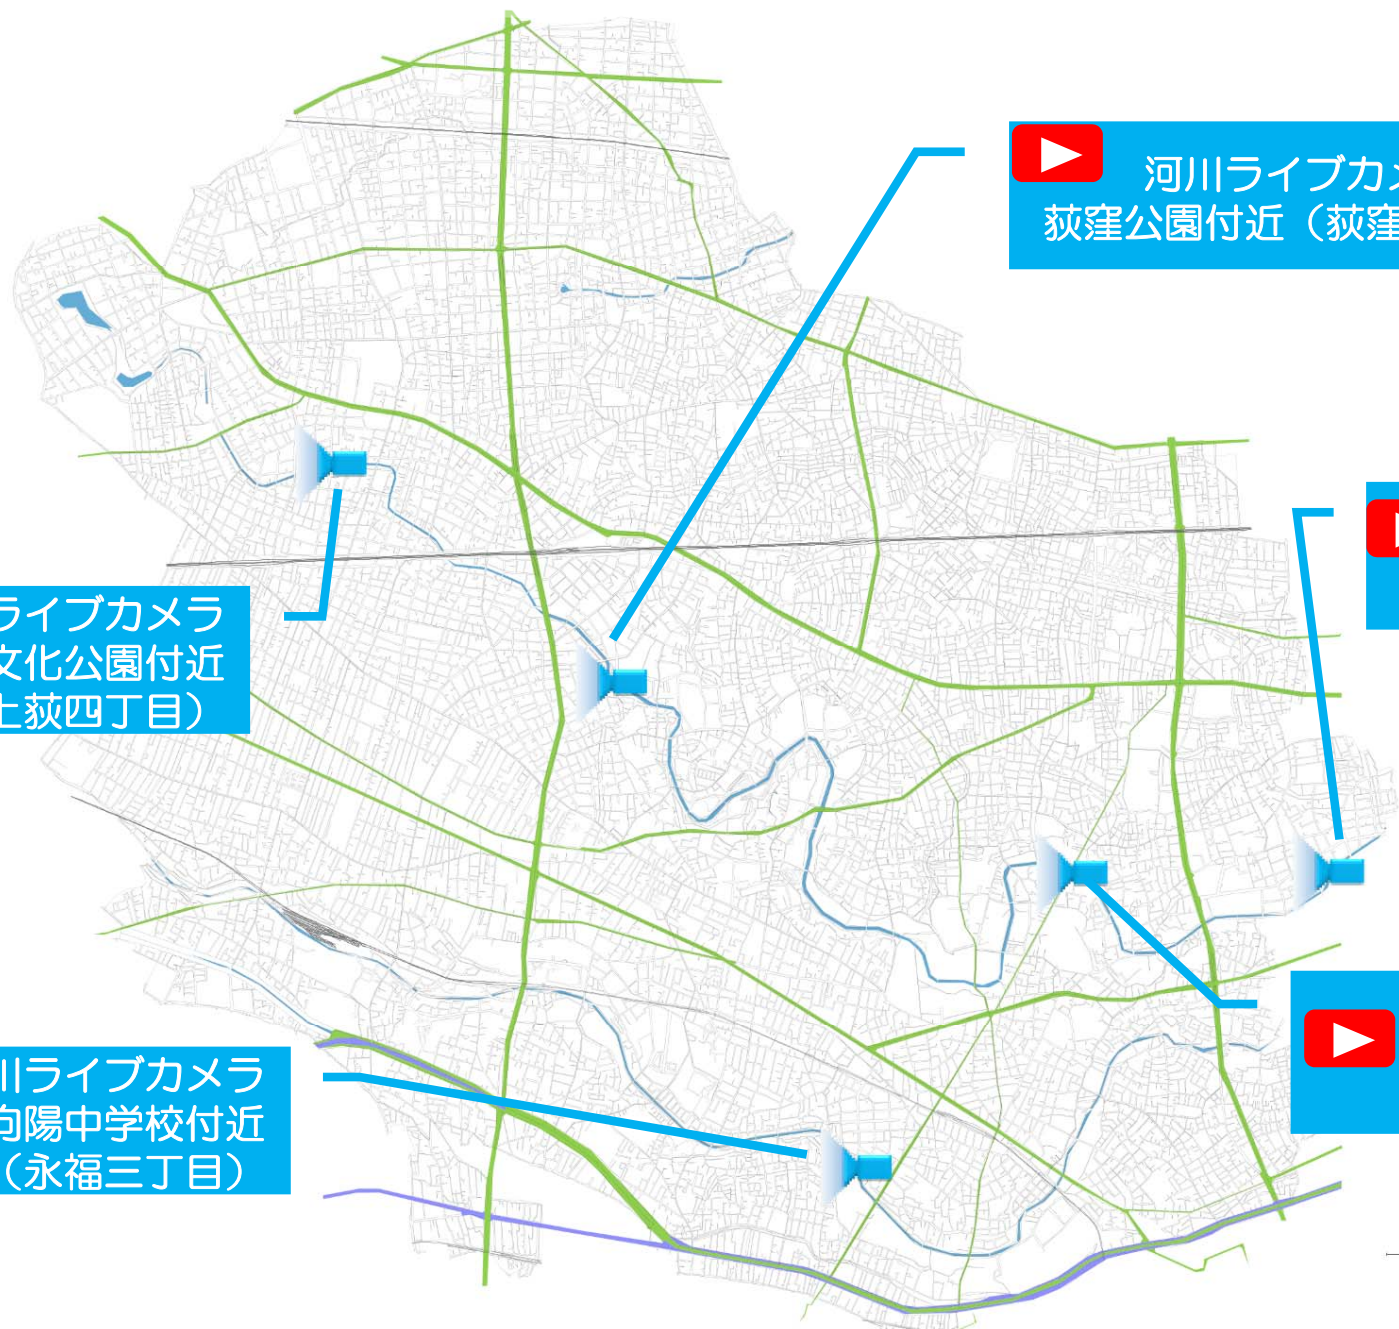 河川ライブカメ
荻窪公園付近（荻窪
ライブカメラ
文化公園付近
上荻四丁目）
川ライブカメラ
向陽中学校付近
（永福三丁目）